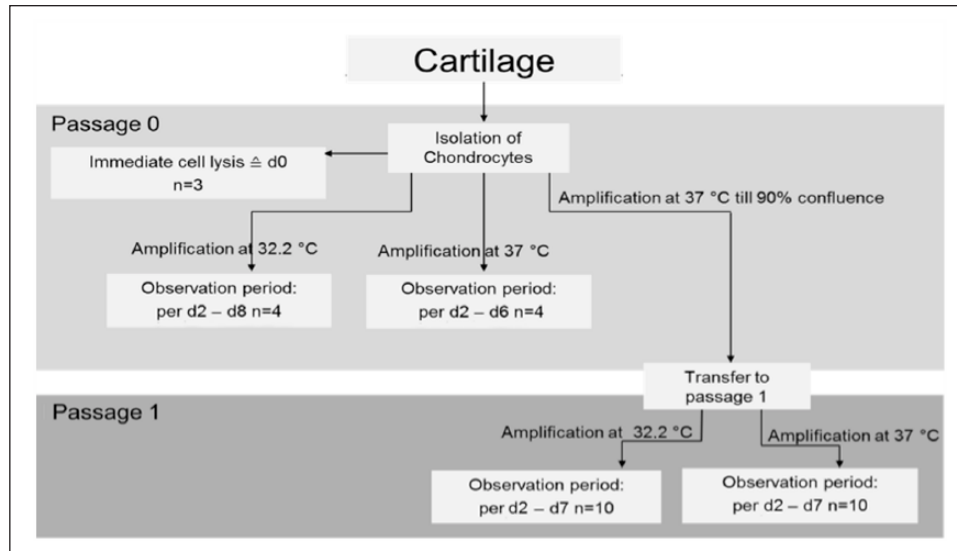 Cartilage
Passage 0
Isolation of
Chondrocytes
Immediate cell lysis ≙ d0
n=3
Amplification at 37 °C till 90% confluence
Amplification at 32.2 °C
Amplification at 37 °C
Observation period:
per d2 – d8 n=4
Observation period:
per d2 – d6 n=4
Transfer to
passage 1
Passage 1
Amplification at 32.2 °C
Amplification at 37 °C
Observation period:
per d2 – d7 n=10
Observation period:
per d2 – d7 n=10